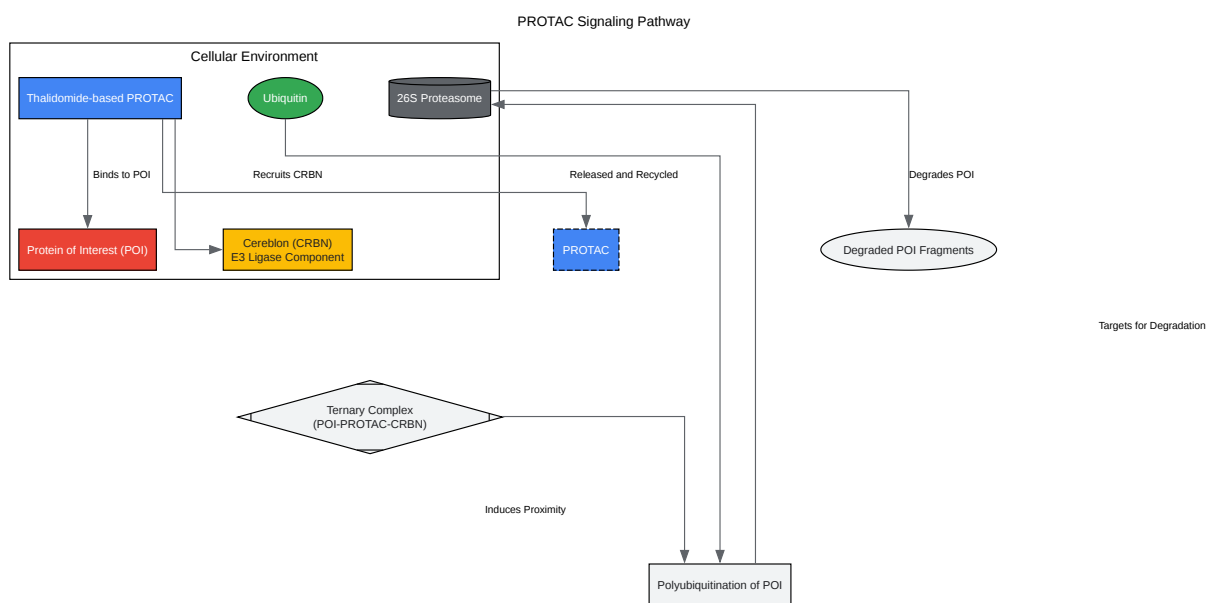 PROTAC Signaling Pathway
Cellular Environment
Thalidomide-based PROTAC
Ubiquitin
26S Proteasome
Binds to POI
Recruits CRBN
Released and Recycled
Degrades POI
Protein of Interest (POI)
Cereblon (CRBN)
E3 Ligase Component
PROTAC
Degraded POI Fragments
Targets for Degradation
Ternary Complex
(POI-PROTAC-CRBN)
Induces Proximity
Polyubiquitination of POI